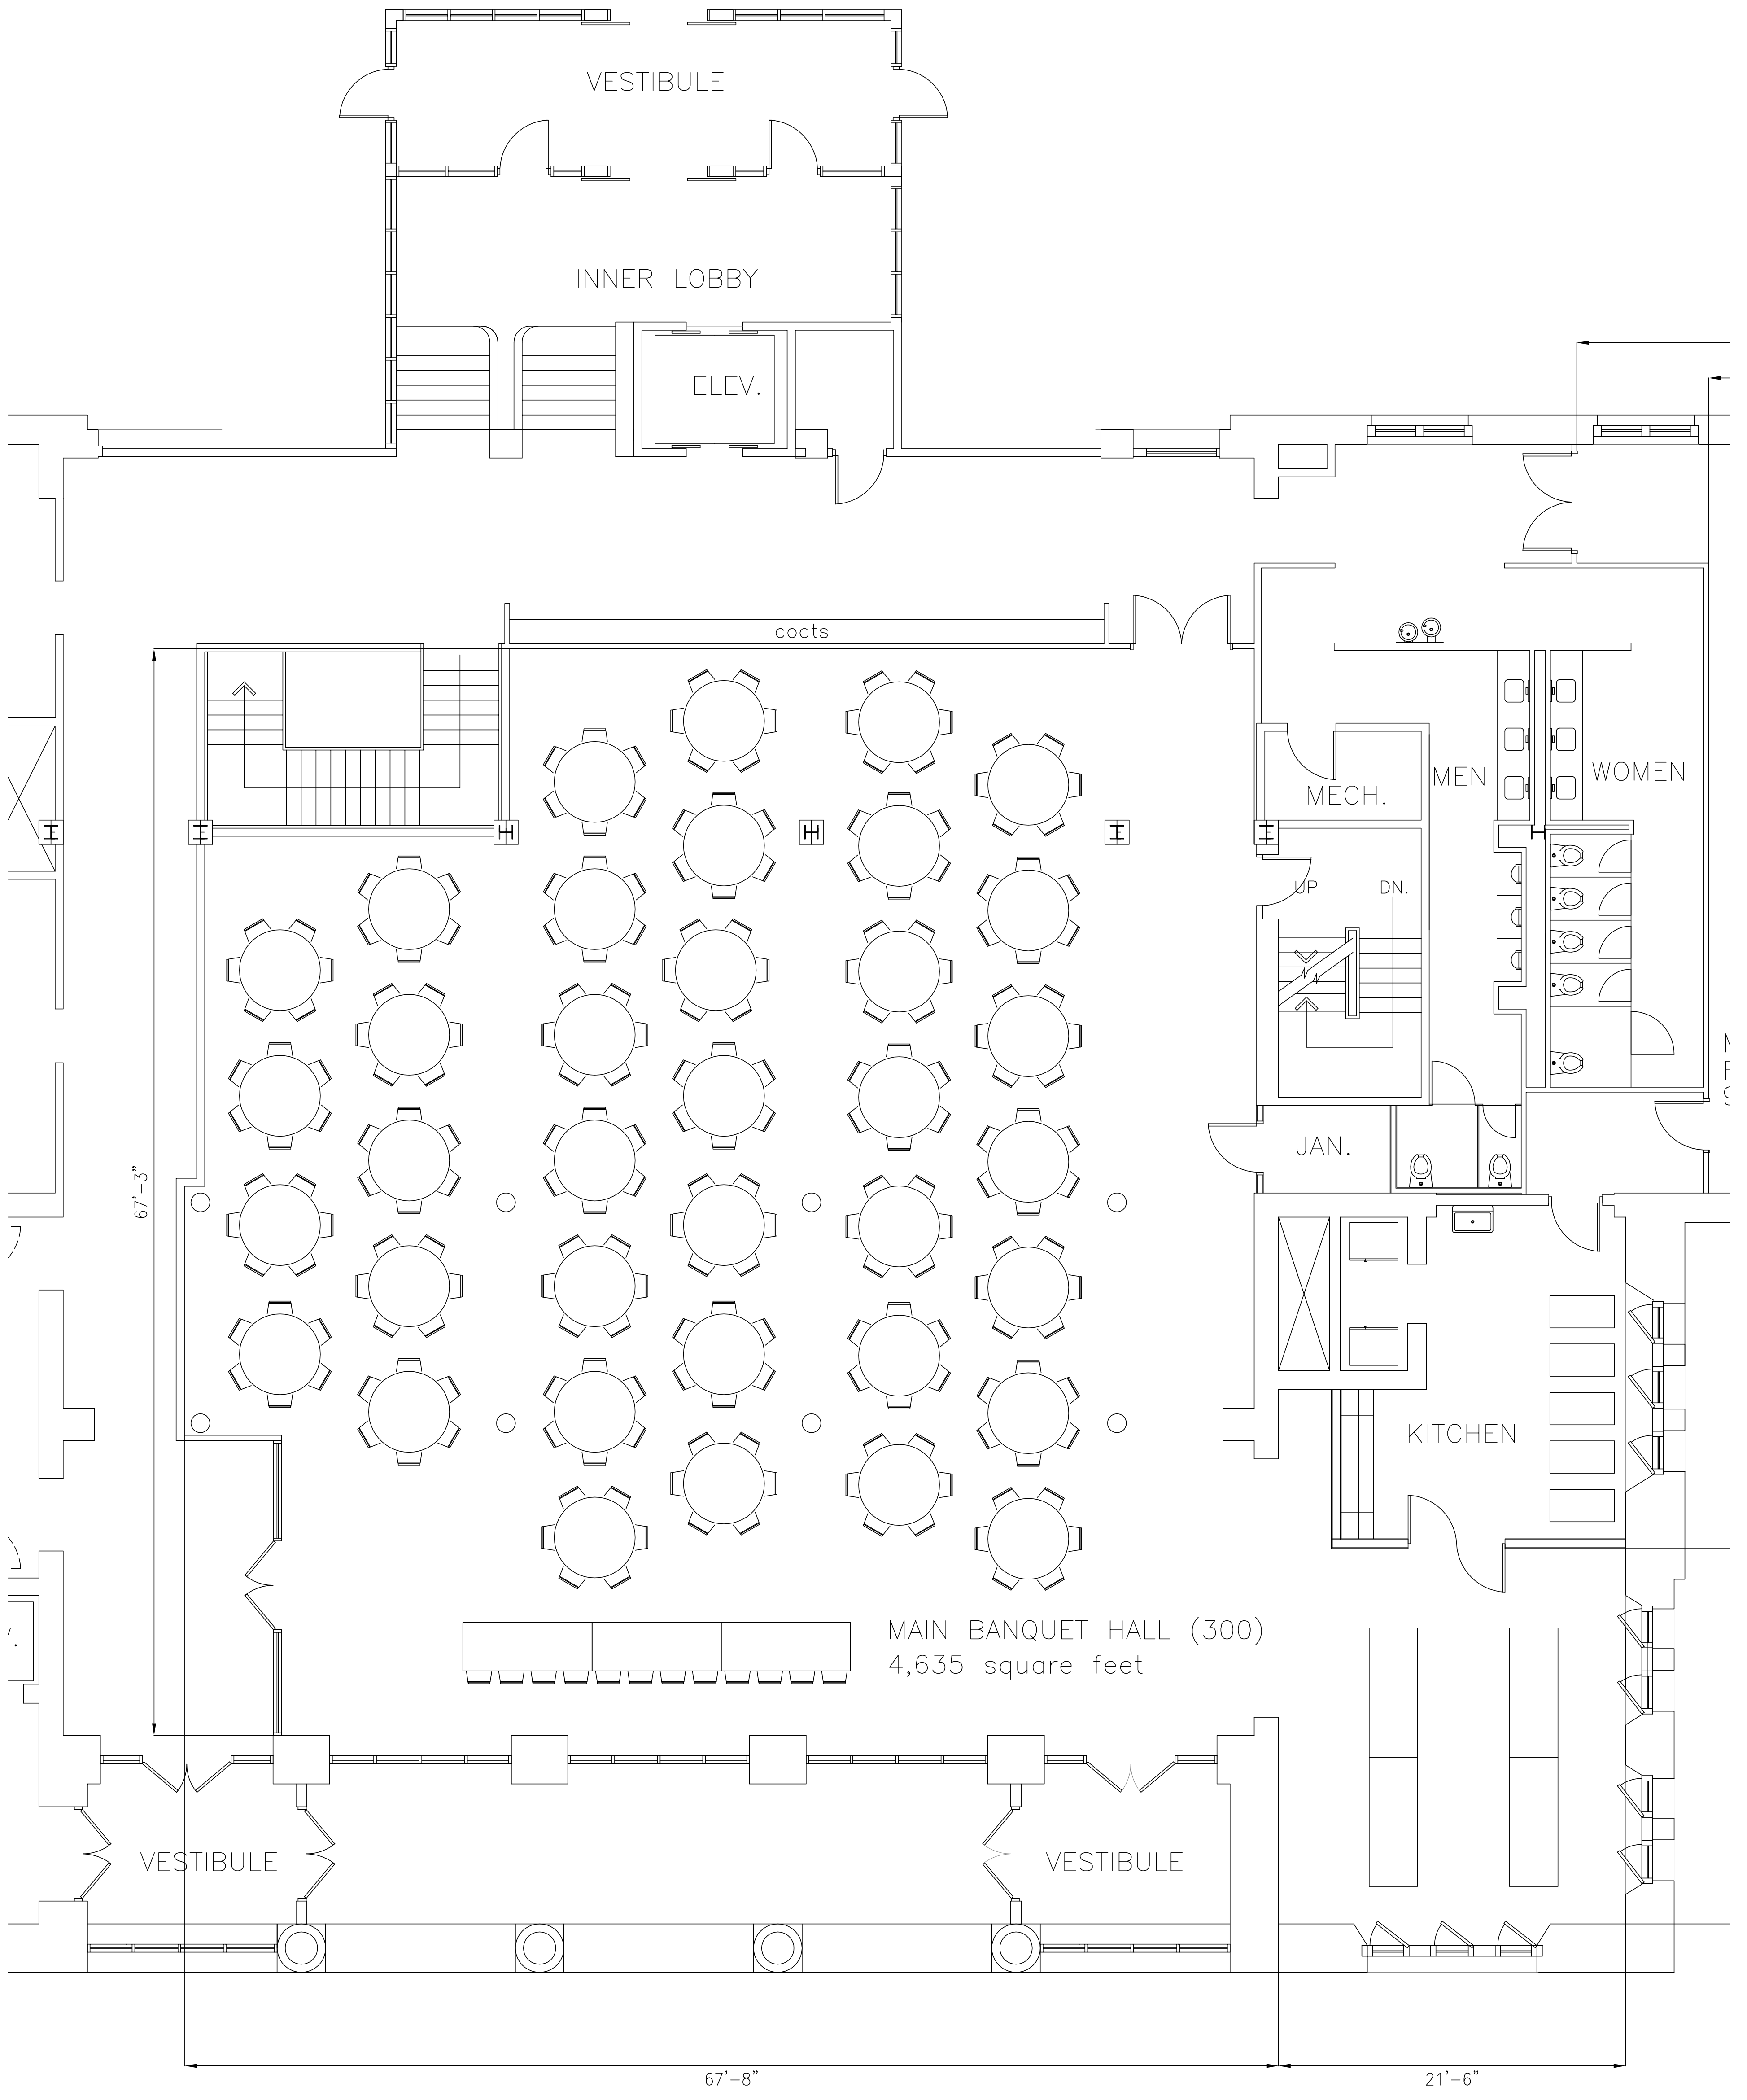 VESTIBULE
INNER LOBBY
ELEV.
coats
MEN
WOMEN
MECH.
UP
DN.
JAN.
67'-3"
KITCHEN
MAIN BANQUET HALL (300)
4,635 square feet
VESTIBULE
VESTIBULE
67'-8"
21'-6"